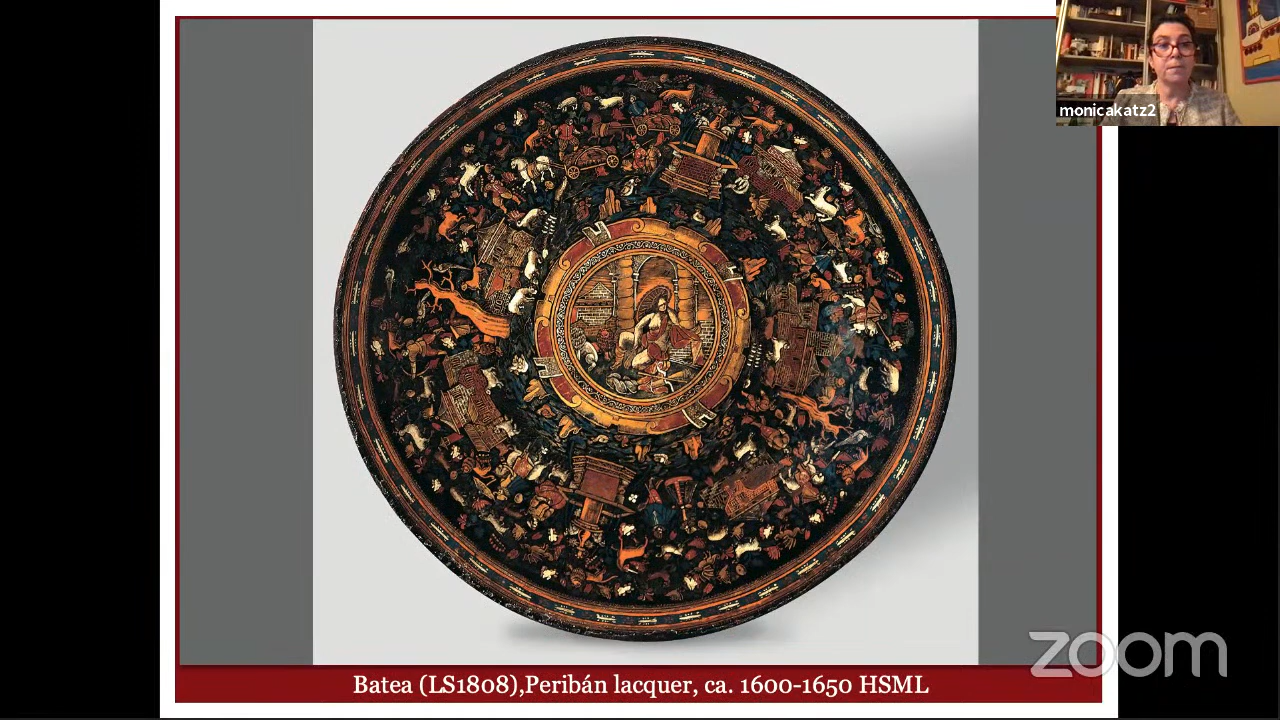 monicakatz2
zoom
Batea (LS1808),Peribán lacquer, ca. 1600-1650 HSML